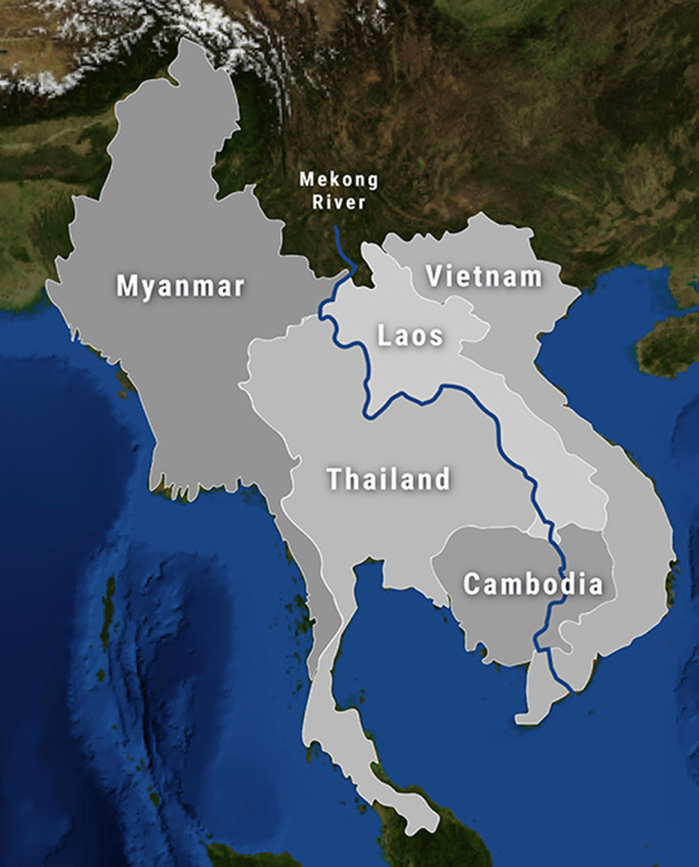 Mekong
River
Myanmar
Vietnam
Laos
Thailand
Cambodia